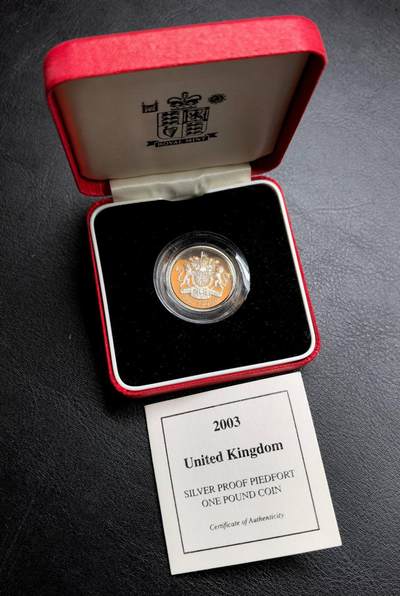 ROYAL MINT
2003
United Kingdom
SILVER PROOF PIEDFORT
ONE POUND COIN
Certificate of Authenticity